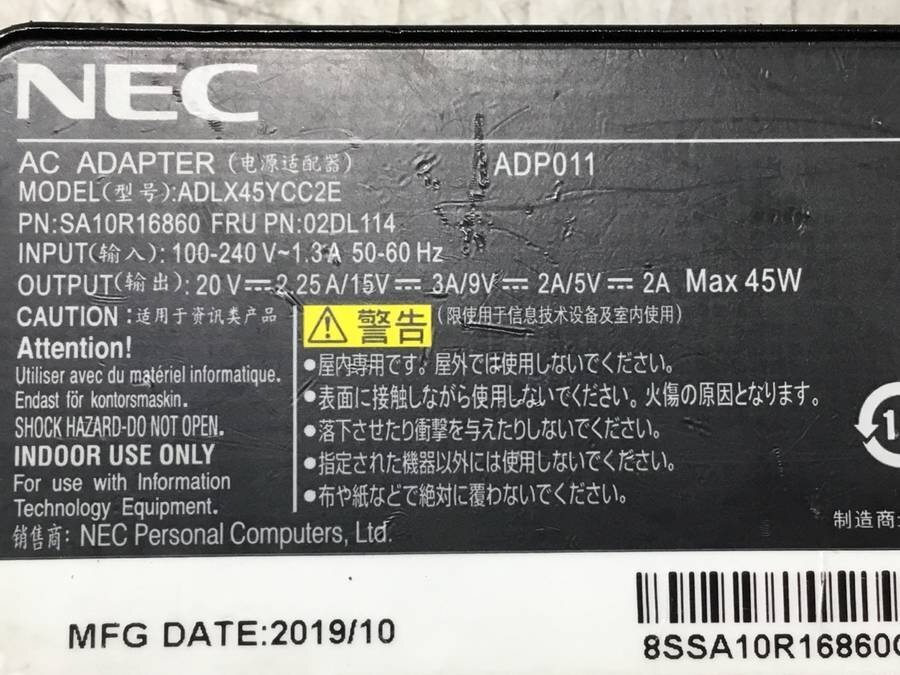 NEC
AC ADAPTER (电源适配器) ADP011
MODEL(型号):ADLX45YCC2E
PN:SA10R16860 FRU PN:02DL114
INPUT(输入): 100-240 V~1.3 A 50-60 Hz
OUTPUT(输出): 20 V⎓2.25 A/15V⎓ 3A/9V⎓ 2A/5V⎓ 2A Max 45W
CAUTION :适用于资讯类产品
Attention!
Utiliser avec du matériel informatique.
Endast för kontorsmaskin.
SHOCK HAZARD-DO NOT OPEN.
INDOOR USE ONLY
For use with Information
Technology Equipment.
销售商: NEC Personal Computers, Ltd.
⚠警告 (限使用于信息技术设备及室内使用)
●屋内専用です。屋外では使用しないでください。
●表面に接触しながら使用しないでください。火傷の原因となります。
●落下させたり衝撃を与えたりしないでください。
●指定された機器以外には使用しないでください。
●布や紙などで絶対に覆わないでください。
制造商:
MFG DATE:2019/10
8SSA10R16860